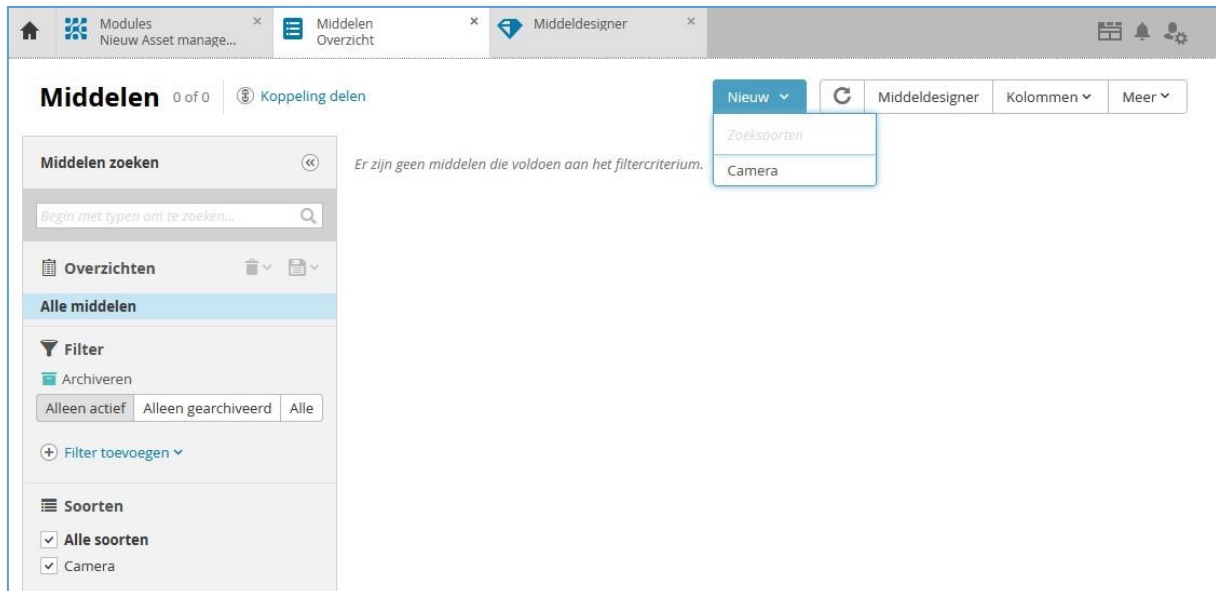 Modules
Nieuw Asset manage...
Middelen
Overzicht
Middeldesigner
Middelen 0 of 0 Koppeling delen
Nieuw Middeldesigner Kolommen Meer
Zoeksoorten
Camera
Middelen zoeken
Er zijn geen middelen die voldoen aan het filtercriterium.
Begin met typen om te zoeken...
Overzichten
Alle middelen
Filter
Archiveren
Alleen actief Alleen gearchiveerd Alle
Filter toevoegen
Soorten
Alle soorten
Camera